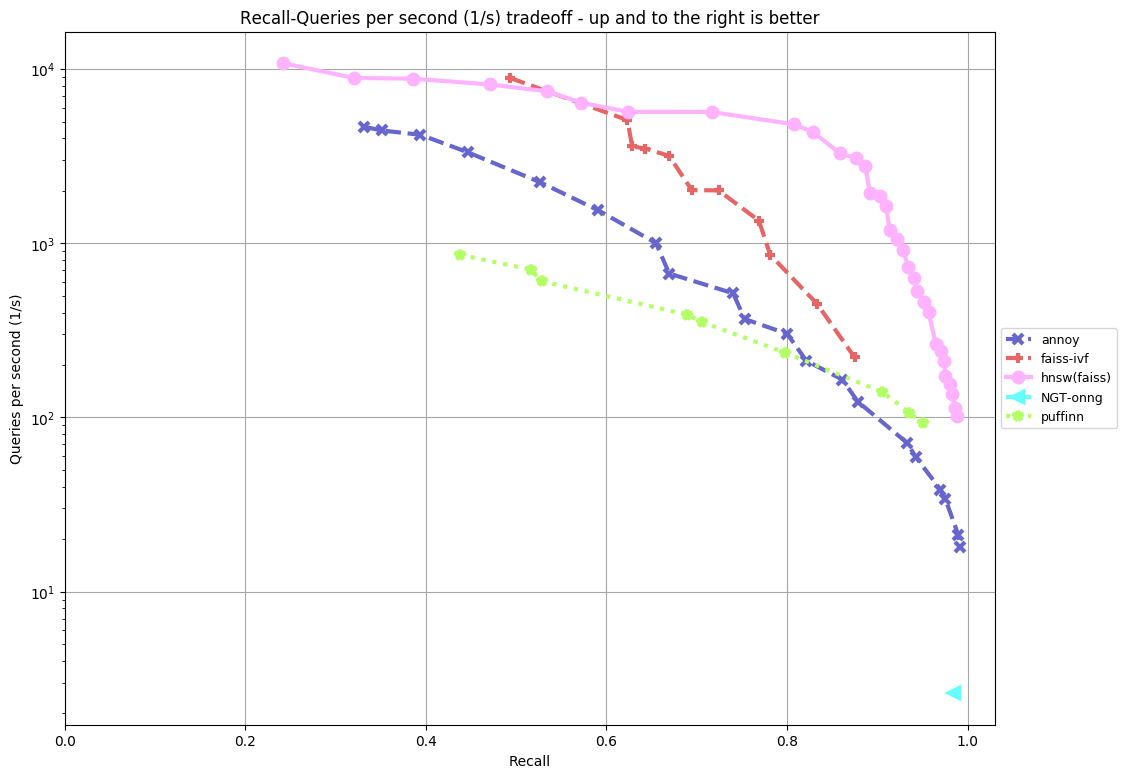 Recall-Queries per second (1/s) tradeoff - up and to the right is better
10^4
10^3
10^2
10^1
Queries per second (1/s)
0.0 0.2 0.4 0.6 0.8 1.0
Recall
annoy
faiss-ivf
hnsw(faiss)
NGT-onng
puffinn